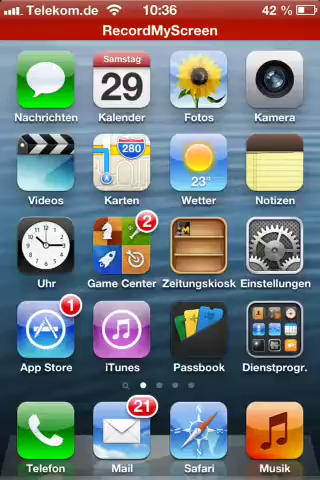 Telekom.de 10:36 42 %
RecordMyScreen
Samstag
29
Nachrichten Kalender Fotos Kamera
280
23°
Videos Karten Wetter Notizen
2
Uhr Game Center Zeitungskiosk Einstellungen
1
App Store iTunes Passbook Dienstprogr.
21
Telefon Mail Safari Musik